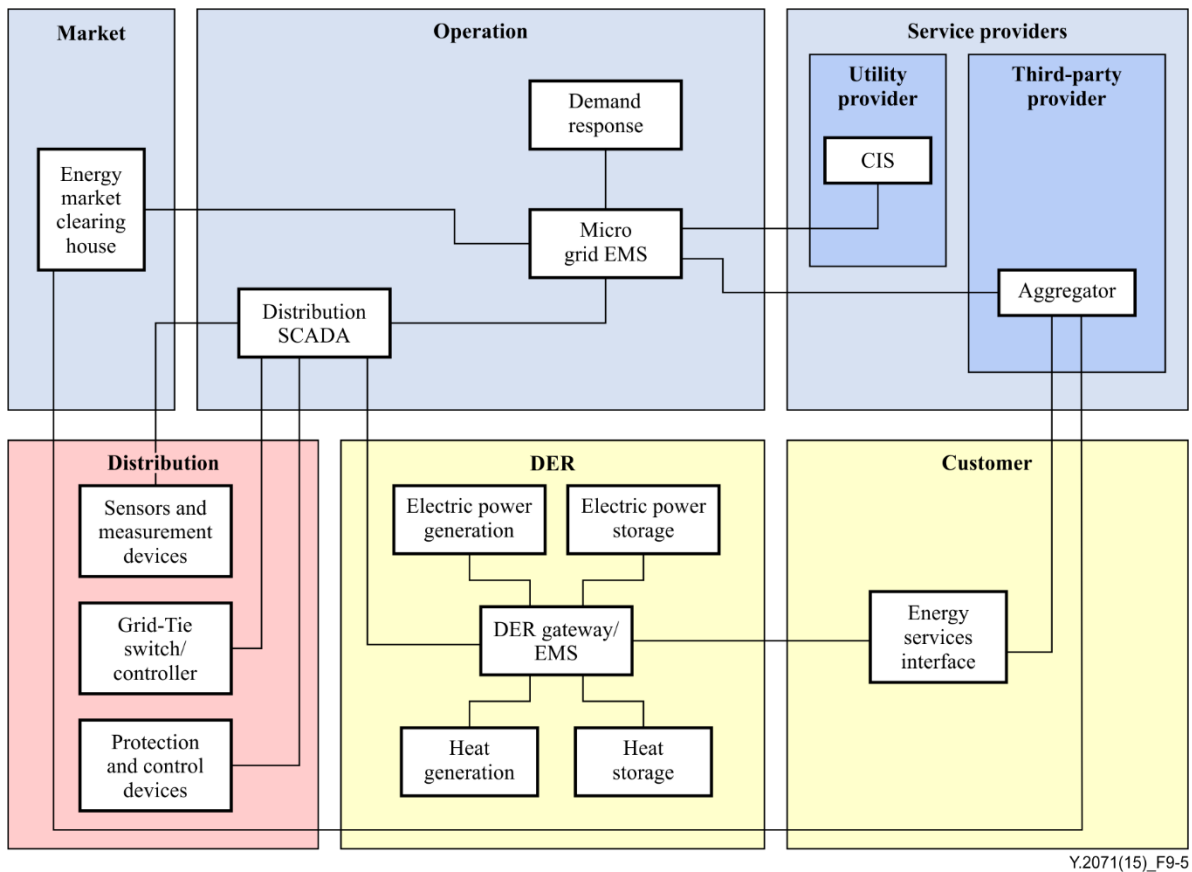 Market
Operation
Service providers
Utility
provider
Third-party
provider
Demand
response
CIS
Energy
market
clearing
house
Micro
grid EMS
Aggregator
Distribution
SCADA
Distribution
DER
Customer
Sensors and
measurement
devices
Electric power
generation
Electric power
storage
Grid-Tie
switch/
controller
DER gateway/
EMS
Energy
services
interface
Protection
and control
devices
Heat
generation
Heat
storage
Y.2071(15)_F9-5